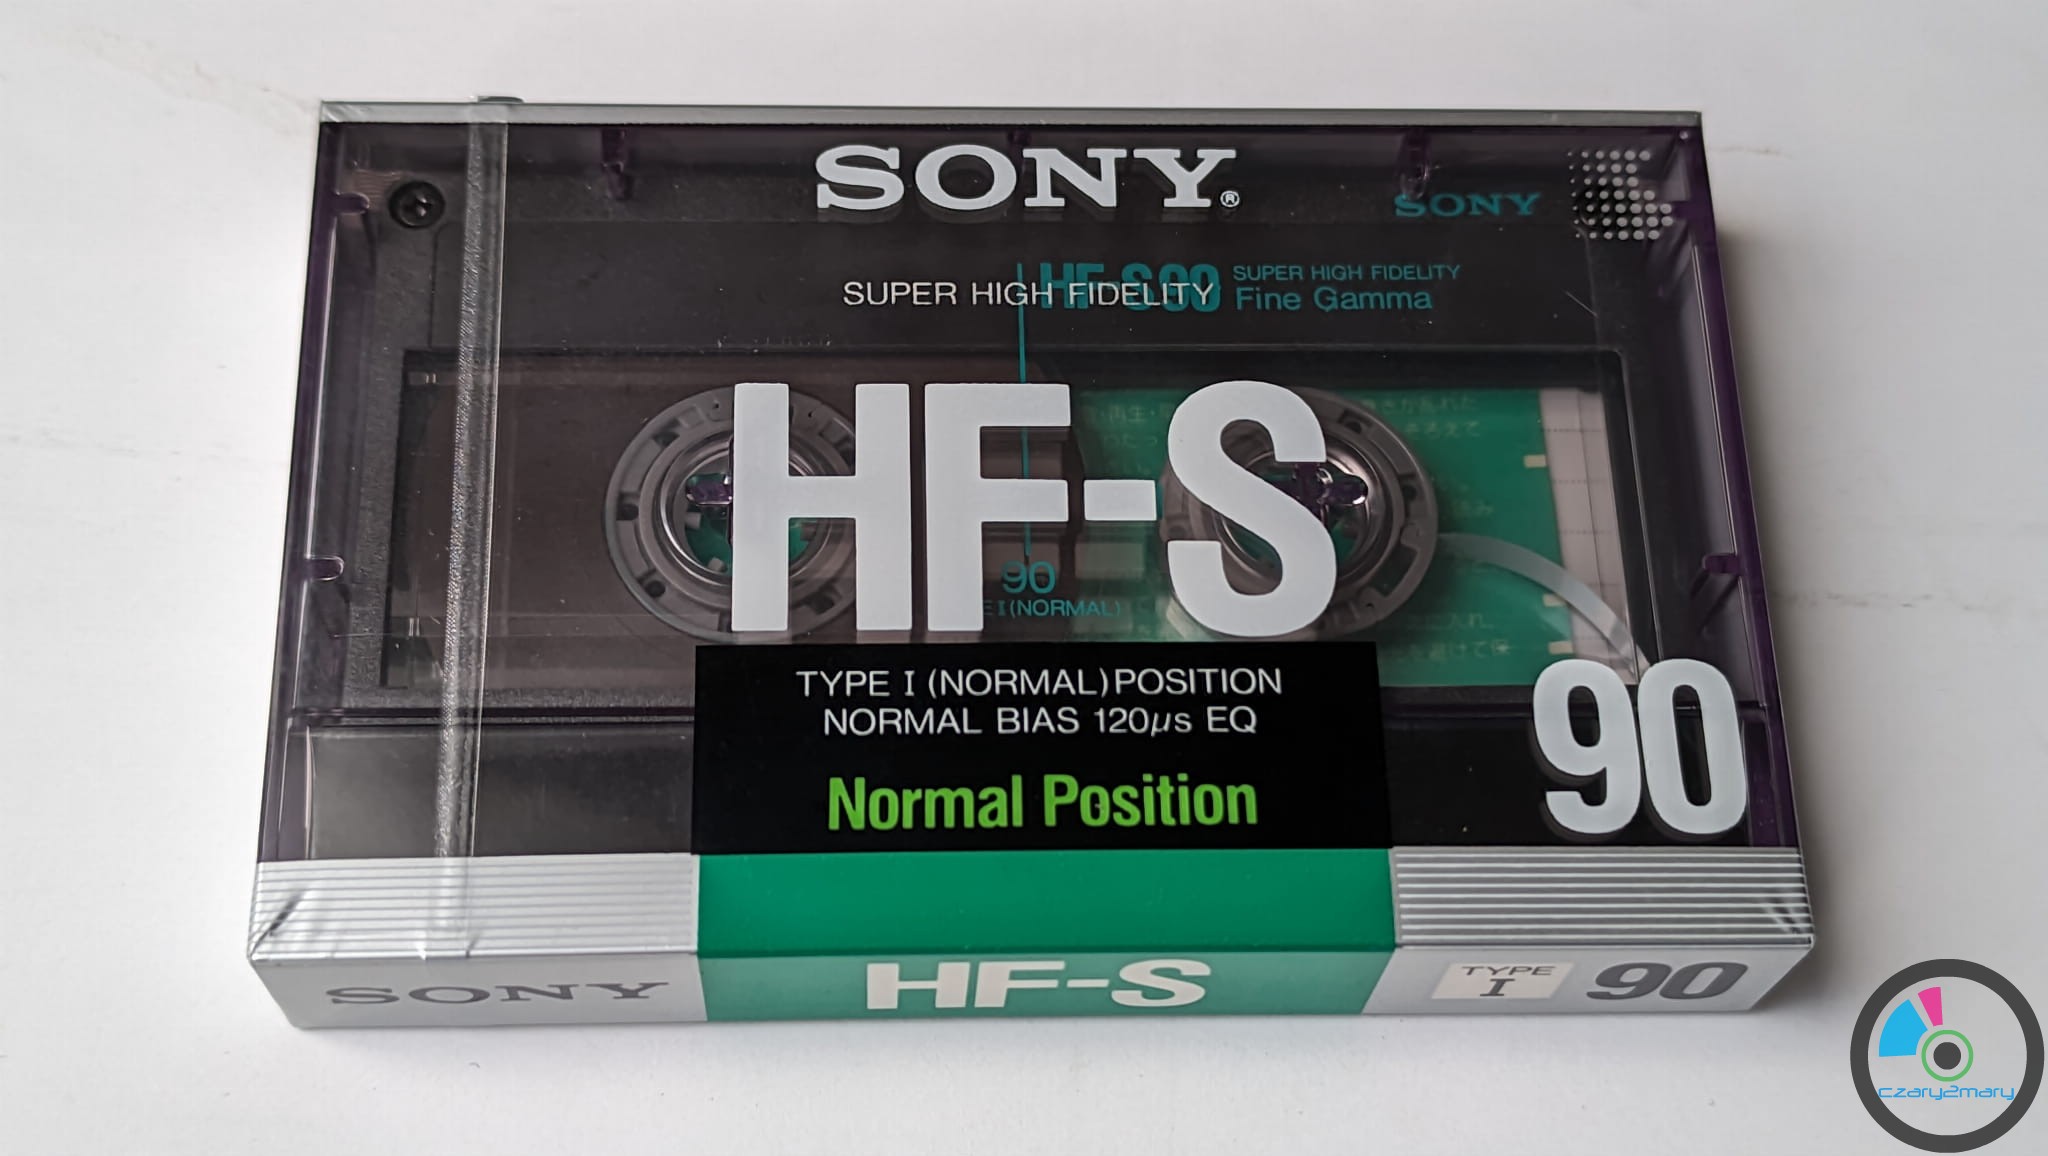 SONY®
SONY
SUPER HIGH FIDELITY
HF-S90 SUPER HIGH FIDELITY
Fine Gamma
HF-S
90
I (NORMAL)
TYPE I (NORMAL) POSITION
NORMAL BIAS 120µs EQ
Normal Position
90
SONY
HF-S
TYPE
I
90
czary2mary